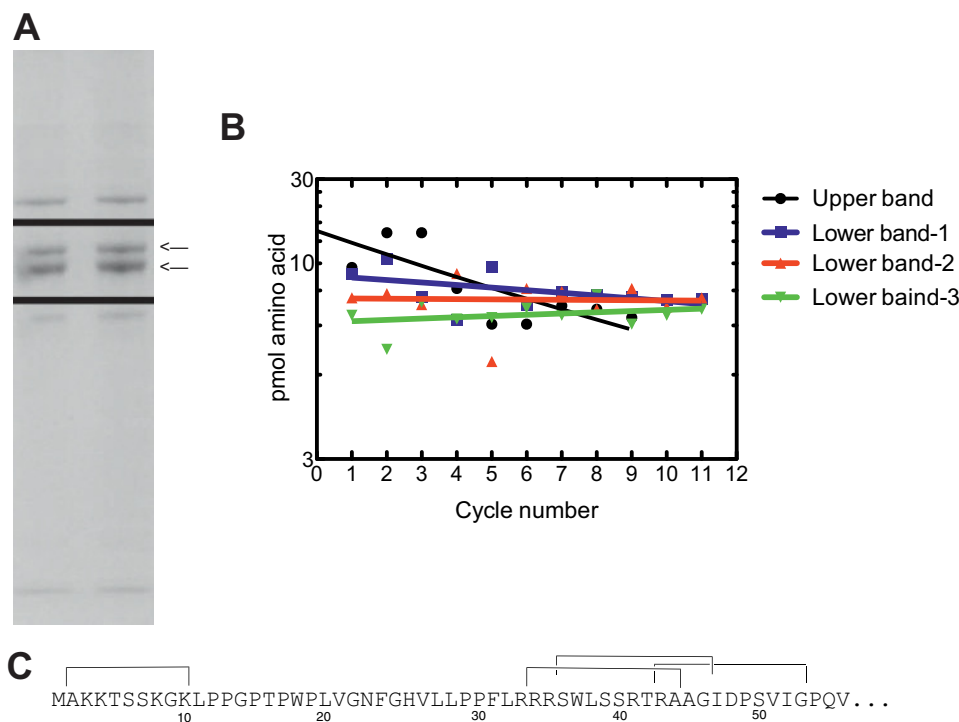 A
B
<—
<—
30
10
3
pmol amino acid
0 1 2 3 4 5 6 7 8 9 10 11 12
Cycle number
Upper band
Lower band-1
Lower band-2
Lower baind-3
C
MAKKTSSKGKLPPGPTPWPLVGNFGHVLLPPFLRRRSWLSSRTRAAGIDPSVIGPQV...
10 20 30 40 50